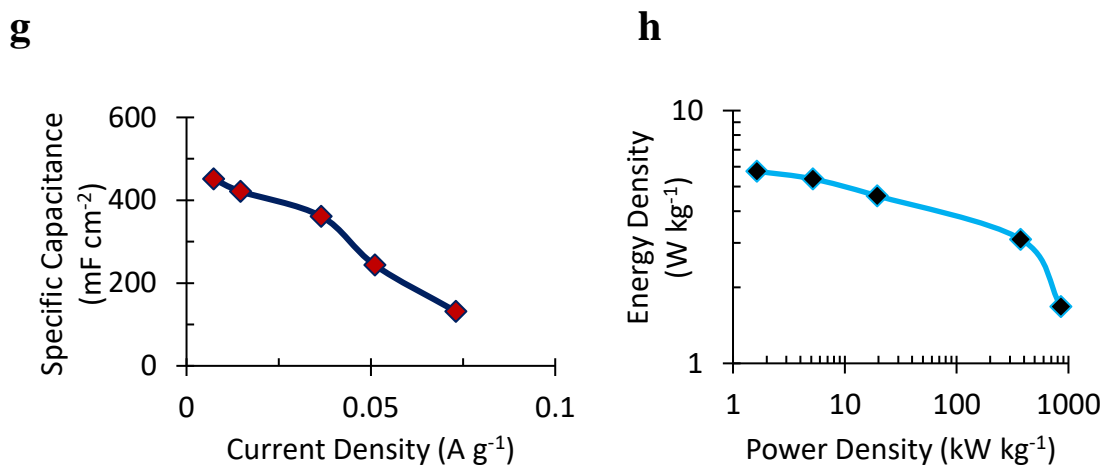 g
Specific Capacitance
(mF cm⁻²)
600
400
200
0
0
0.05
0.1
Current Density (A g⁻¹)
h
Energy Density
(W kg⁻¹)
10
1
1
10
100
1000
Power Density (kW kg⁻¹)